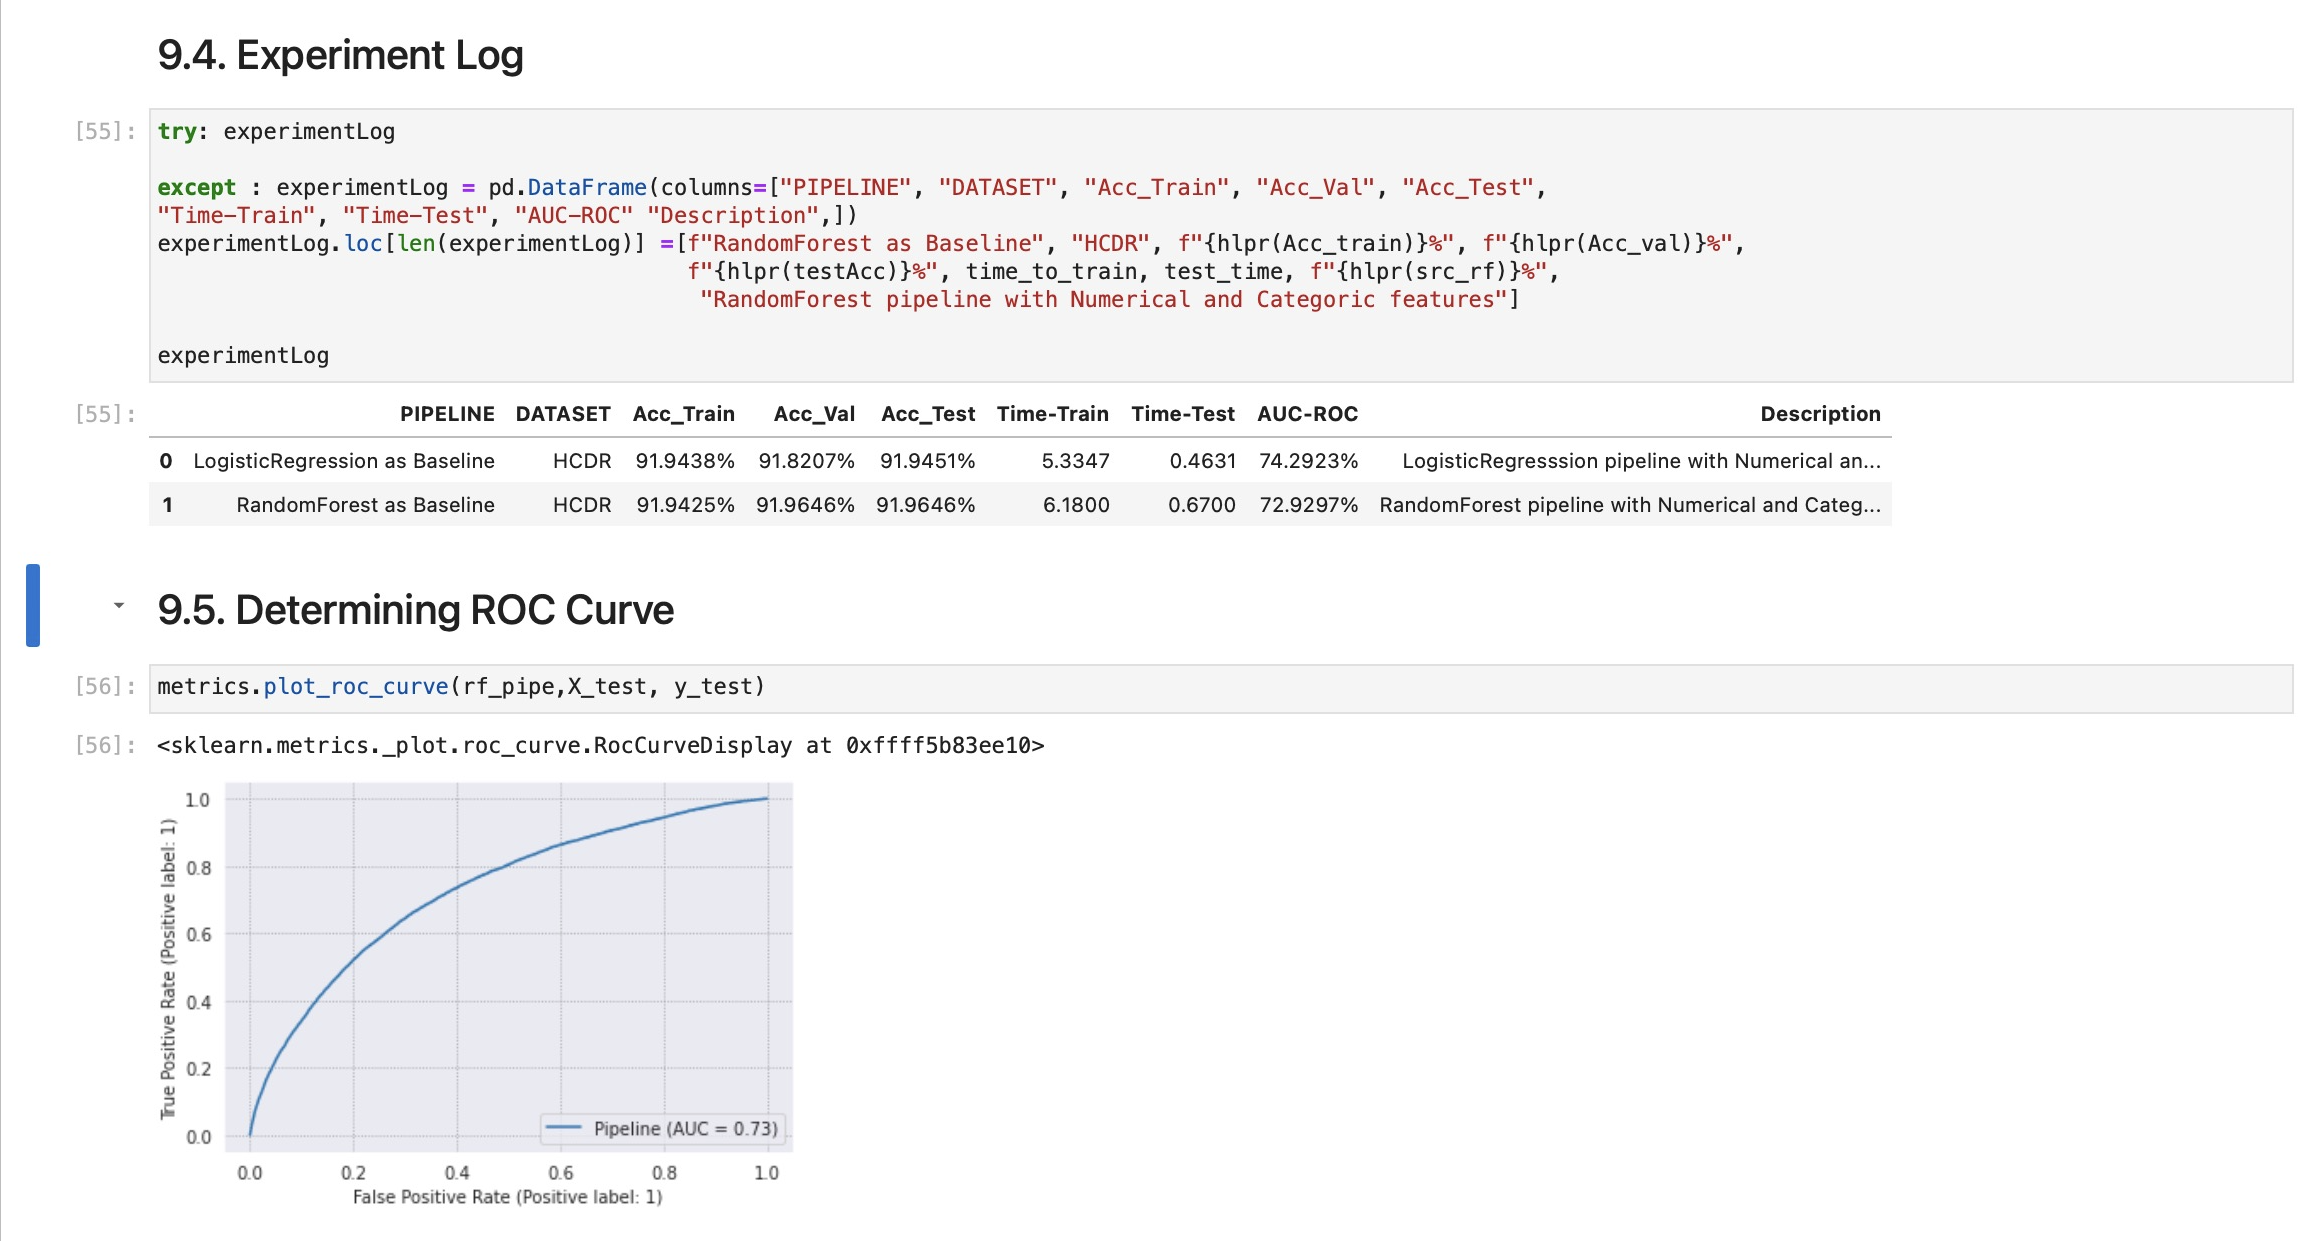 9.4. Experiment Log
[55]: try: experimentLog
except : experimentLog = pd.DataFrame(columns=["PIPELINE", "DATASET", "Acc_Train", "Acc_Val", "Acc_Test",
"Time-Train", "Time-Test", "AUC-ROC" "Description",])
experimentLog.loc[len(experimentLog)] =[f"RandomForest as Baseline", "HCDR", f"{hlpr(Acc_train)}%", f"{hlpr(Acc_val)}%",
f"{hlpr(testAcc)}%", time_to_train, test_time, f"{hlpr(src_rf)}%",
"RandomForest pipeline with Numerical and Categoric features"]
experimentLog
[55]: PIPELINE DATASET Acc_Train Acc_Val Acc_Test Time-Train Time-Test AUC-ROC Description
0 LogisticRegression as Baseline HCDR 91.9438% 91.8207% 91.9451% 5.3347 0.4631 74.2923% LogisticRegresssion pipeline with Numerical an...
1 RandomForest as Baseline HCDR 91.9425% 91.9646% 91.9646% 6.1800 0.6700 72.9297% RandomForest pipeline with Numerical and Categ...
9.5. Determining ROC Curve
[56]: metrics.plot_roc_curve(rf_pipe,X_test, y_test)
[56]: <sklearn.metrics._plot.roc_curve.RocCurveDisplay at 0xffff5b83ee10>
True Positive Rate (Positive label: 1)
1.0
0.8
0.6
0.4
0.2
0.0
Pipeline (AUC = 0.73)
0.0 0.2 0.4 0.6 0.8 1.0
False Positive Rate (Positive label: 1)